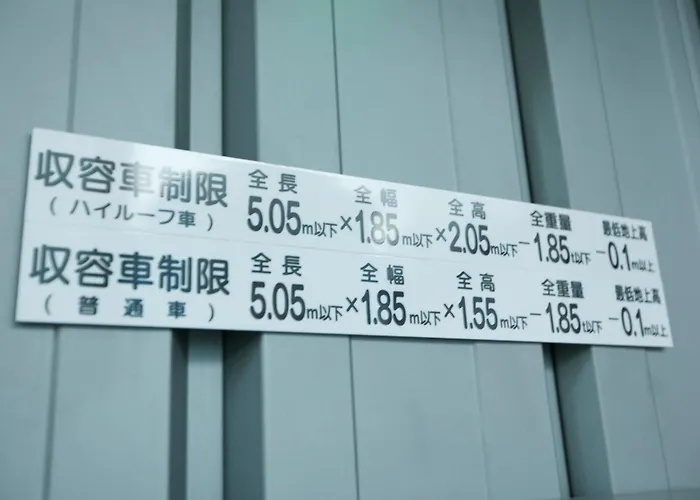 収容車制限 全長 全幅 全高 全重量 最低地上高
(ハイルーフ車) 5.05m以下×1.85m以下×2.05m以下−1.85t以下−0.1m以上
収容車制限 全長 全幅 全高 全重量 最低地上高
(普通車) 5.05m以下×1.85m以下×1.55m以下−1.85t以下−0.1m以上